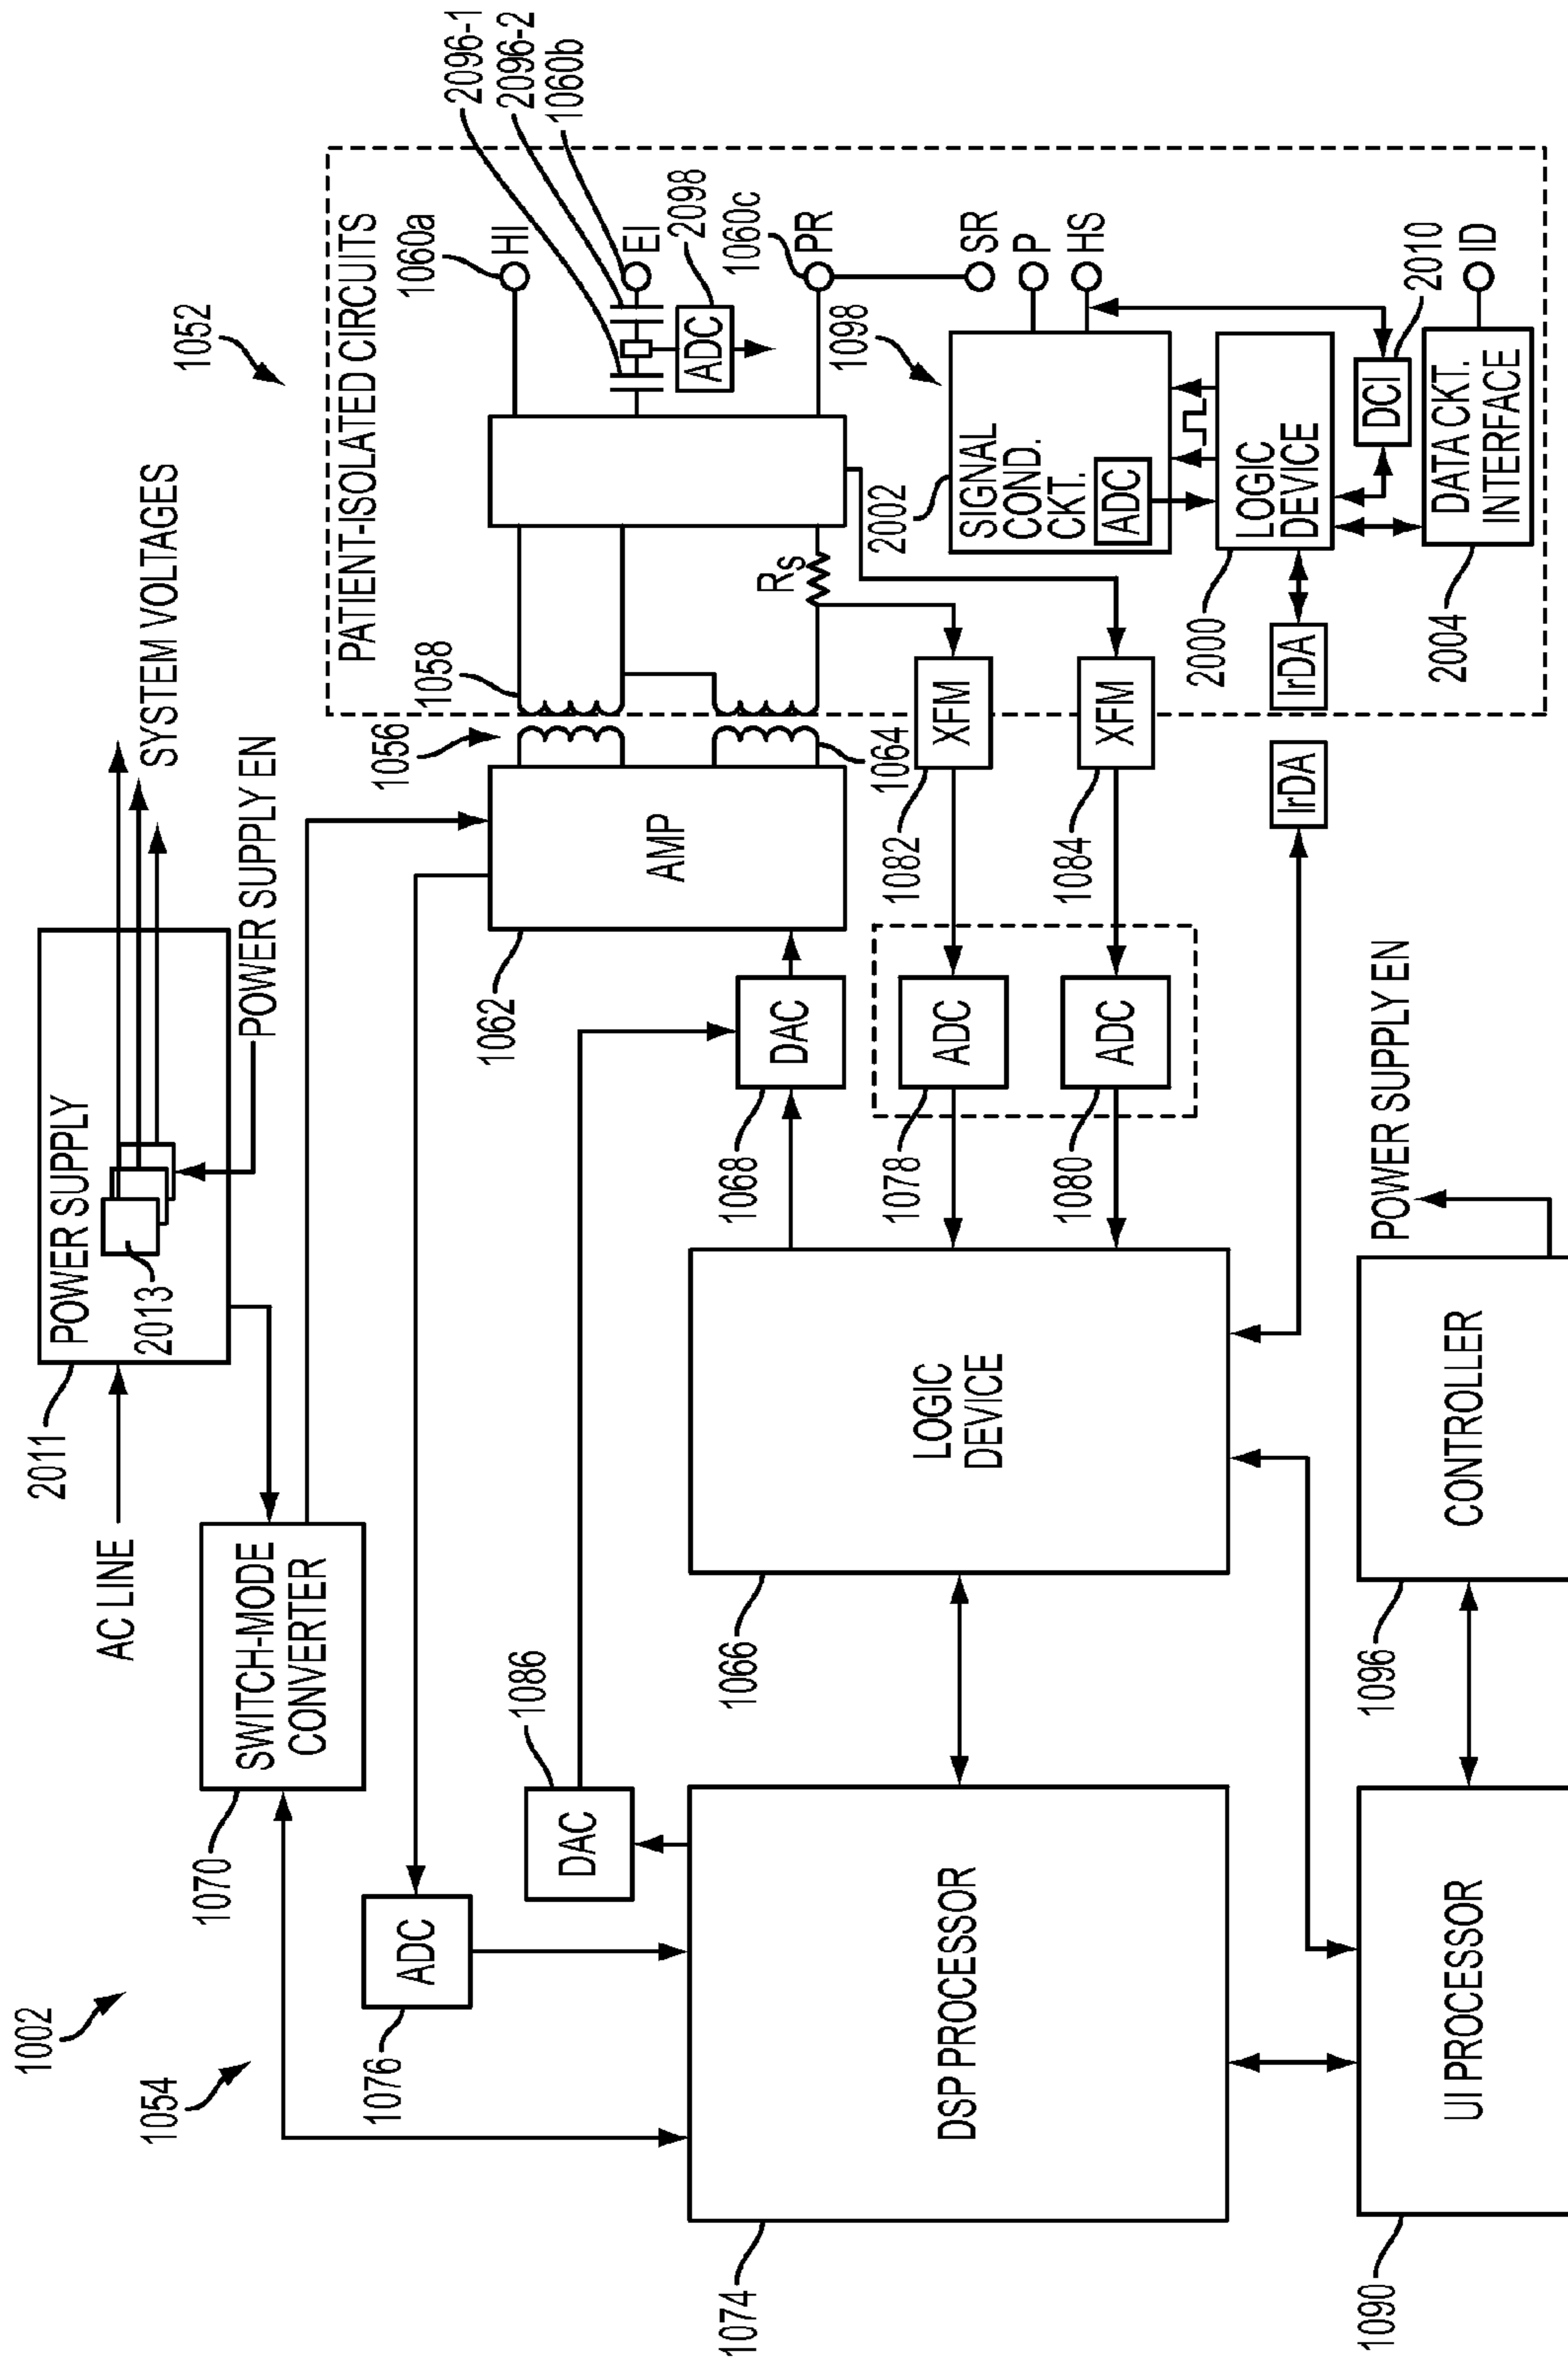 1002
1054
AC LINE
2011
POWER SUPPLY
2013
SYSTEM VOLTAGES
POWER SUPPLY EN
1052
1070
SWITCH-MODE
CONVERTER
PATIENT-ISOLATED CIRCUITS
1076
ADC
1086
DAC
1062
AMP
1056
1058
1064
1060a
HI
2096-1
2096-2
1060b
EI
ADC
2098
1060c
PR
RS
1068
DAC
1074
DSP PROCESSOR
1066
LOGIC
DEVICE
1078
ADC
1080
ADC
1082
XFM
1084
XFM
1098
2002
SIGNAL
COND.
CKT.
ADC
SR
P
HS
2000
LOGIC
DEVICE
DCI
2010
IrDA
IrDA
2004
DATA CKT.
INTERFACE
ID
1090
UI PROCESSOR
1096
CONTROLLER
POWER SUPPLY EN